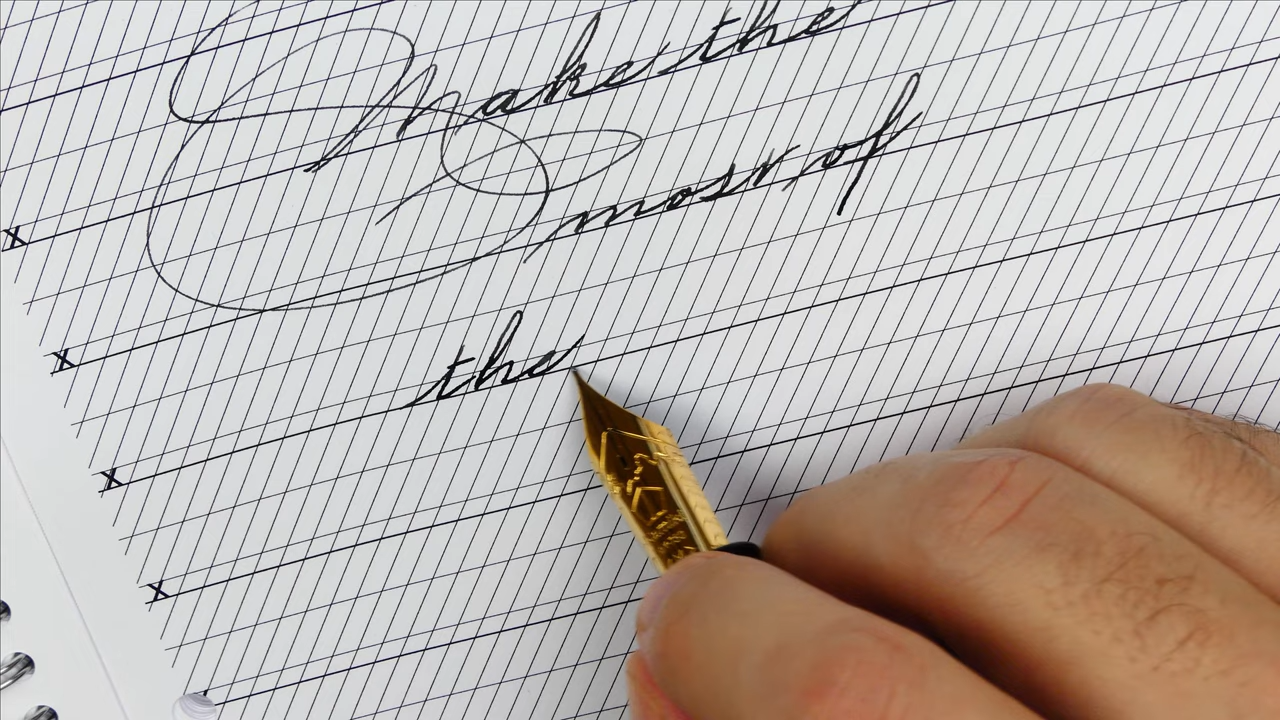 Make the
most of
the
x
x
x
x